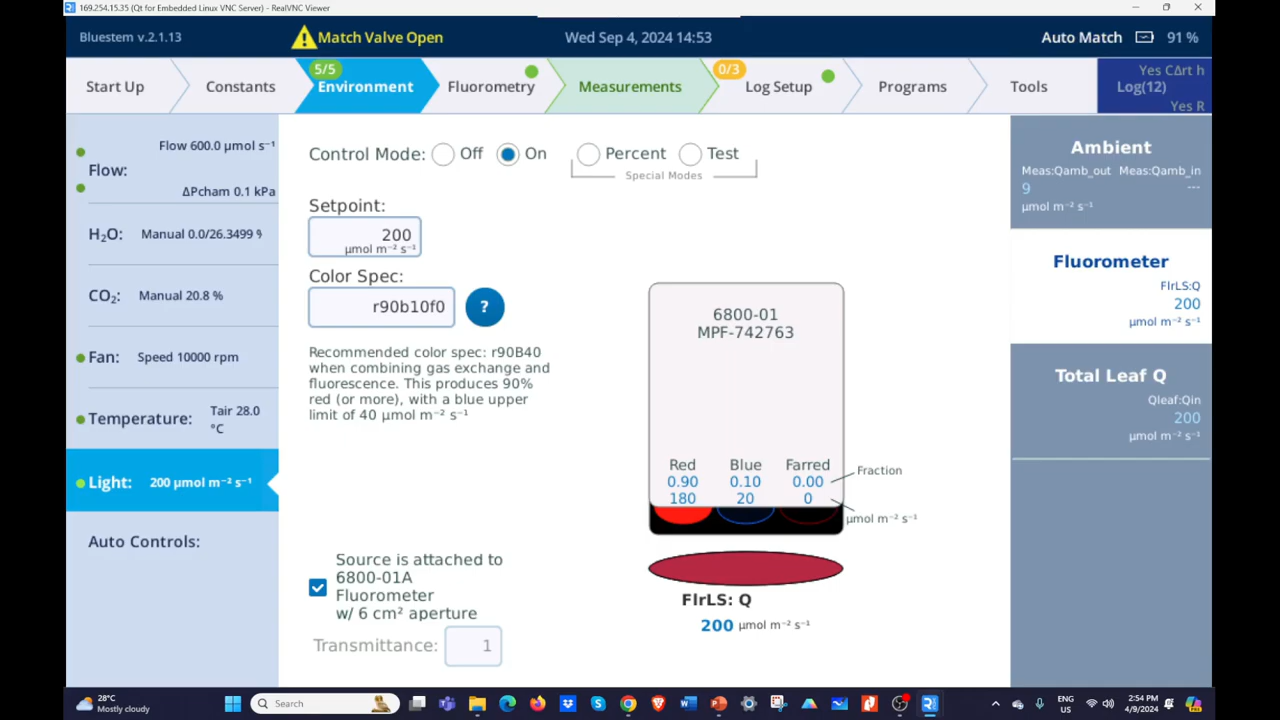 169.254.15.35 (Qt for Embedded Linux VNC Server) - RealVNC Viewer
Bluestem v.2.1.13
Match Valve Open
Wed Sep 4, 2024 14:53
Auto Match
91 %
Start Up
Constants
5/5
Environment
Fluorometry
Measurements
0/3
Log Setup
Programs
Tools
Yes CΔrt h
Log(12)
Yes R
Flow 600.0 µmol s⁻¹
Flow:
ΔPcham 0.1 kPa
H₂O: Manual 0.0/26.3499 %
CO₂: Manual 20.8 %
Fan: Speed 10000 rpm
Temperature: Tair 28.0
°C
Light: 200 µmol m⁻² s⁻¹
Auto Controls:
Control Mode: Off On Percent Test
Special Modes
Setpoint:
200
µmol m⁻² s⁻¹
Color Spec:
r90b10f0 ?
Recommended color spec: r90B40
when combining gas exchange and
fluorescence. This produces 90%
red (or more), with a blue upper
limit of 40 µmol m⁻² s⁻¹
Source is attached to
6800-01A
Fluorometer
w/ 6 cm² aperture
Transmittance: 1
6800-01
MPF-742763
Red Blue Farred
0.90 0.10 0.00
180 20 0
Fraction
µmol m⁻² s⁻¹
FlrLS: Q
200 µmol m⁻² s⁻¹
Ambient
Meas:Qamb_out Meas:Qamb_in
9 ---
µmol m⁻² s⁻¹
Fluorometer
FlrLS:Q
200
µmol m⁻² s⁻¹
Total Leaf Q
Qleaf:Qin
200
µmol m⁻² s⁻¹
28°C
Mostly cloudy
Search
ENG
US
2:54 PM
4/9/2024